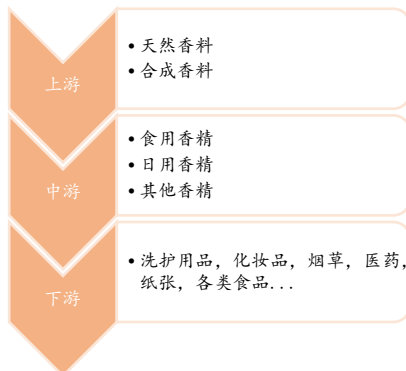 上游
• 天然香料
• 合成香料
中游
• 食用香精
• 日用香精
• 其他香精
下游
• 洗护用品，化妆品，烟草，医药，
纸张，各类食品...